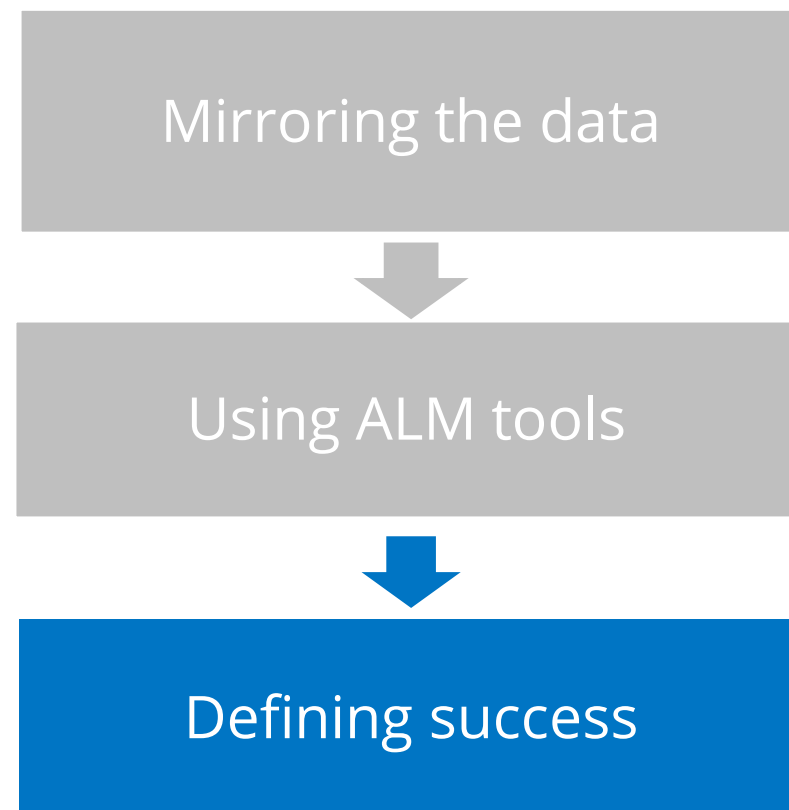 Mirroring the data
Using ALM tools
Defining success